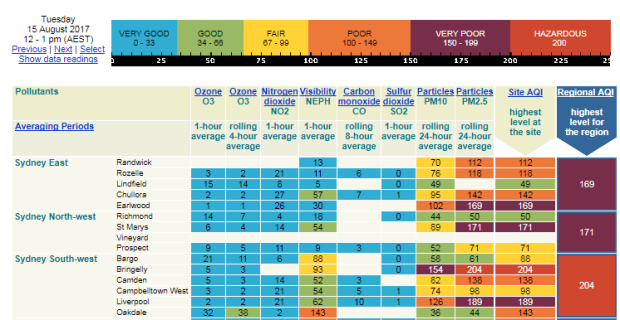 Tuesday
15 August 2017
12 - 1 pm (AEST)
Previous | Next | Select
Show data readings
VERY GOOD GOOD FAIR POOR VERY POOR HAZARDOUS
0 - 33 34 - 66 67 - 99 100 - 149 150 - 199 200
0 25 50 75 100 125 150 175 200 225 25
Pollutants Ozone Ozone Nitrogen Visibility Carbon Sulfur Particles Particles Site AQI Regional AQI
O3 O3 dioxide NEPH monoxide dioxide PM10 PM2.5
NO2 CO SO2 highest highest
level at level for
Averaging Periods 1-hour rolling 1-hour 1-hour rolling 1-hour rolling rolling the site the region
average 4-hour average average 8-hour average 24-hour 24-hour
average average average average
Sydney East Randwick 13 70 112 112
Rozelle 3 2 21 11 6 0 76 118 118
Lindfield 15 14 8 5 0 49 49
Chullora 2 2 27 57 7 1 95 142 142
Earlwood 1 1 26 30 102 169 169
169
Sydney North-west Richmond 14 7 4 18 0 44 50 50
St Marys 6 4 14 54 89 171 171
Vineyard
Prospect 9 5 11 9 3 0 52 71 71
171
Sydney South-west Bargo 21 11 6 88 0 58 61 88
Bringelly 5 3 93 0 154 204 204
Camden 5 3 14 52 3 82 138 138
Campbelltown West 3 2 21 54 5 1 74 98 98
Liverpool 2 2 21 62 10 1 126 189 189
Oakdale 32 38 2 143 36 44 143
204